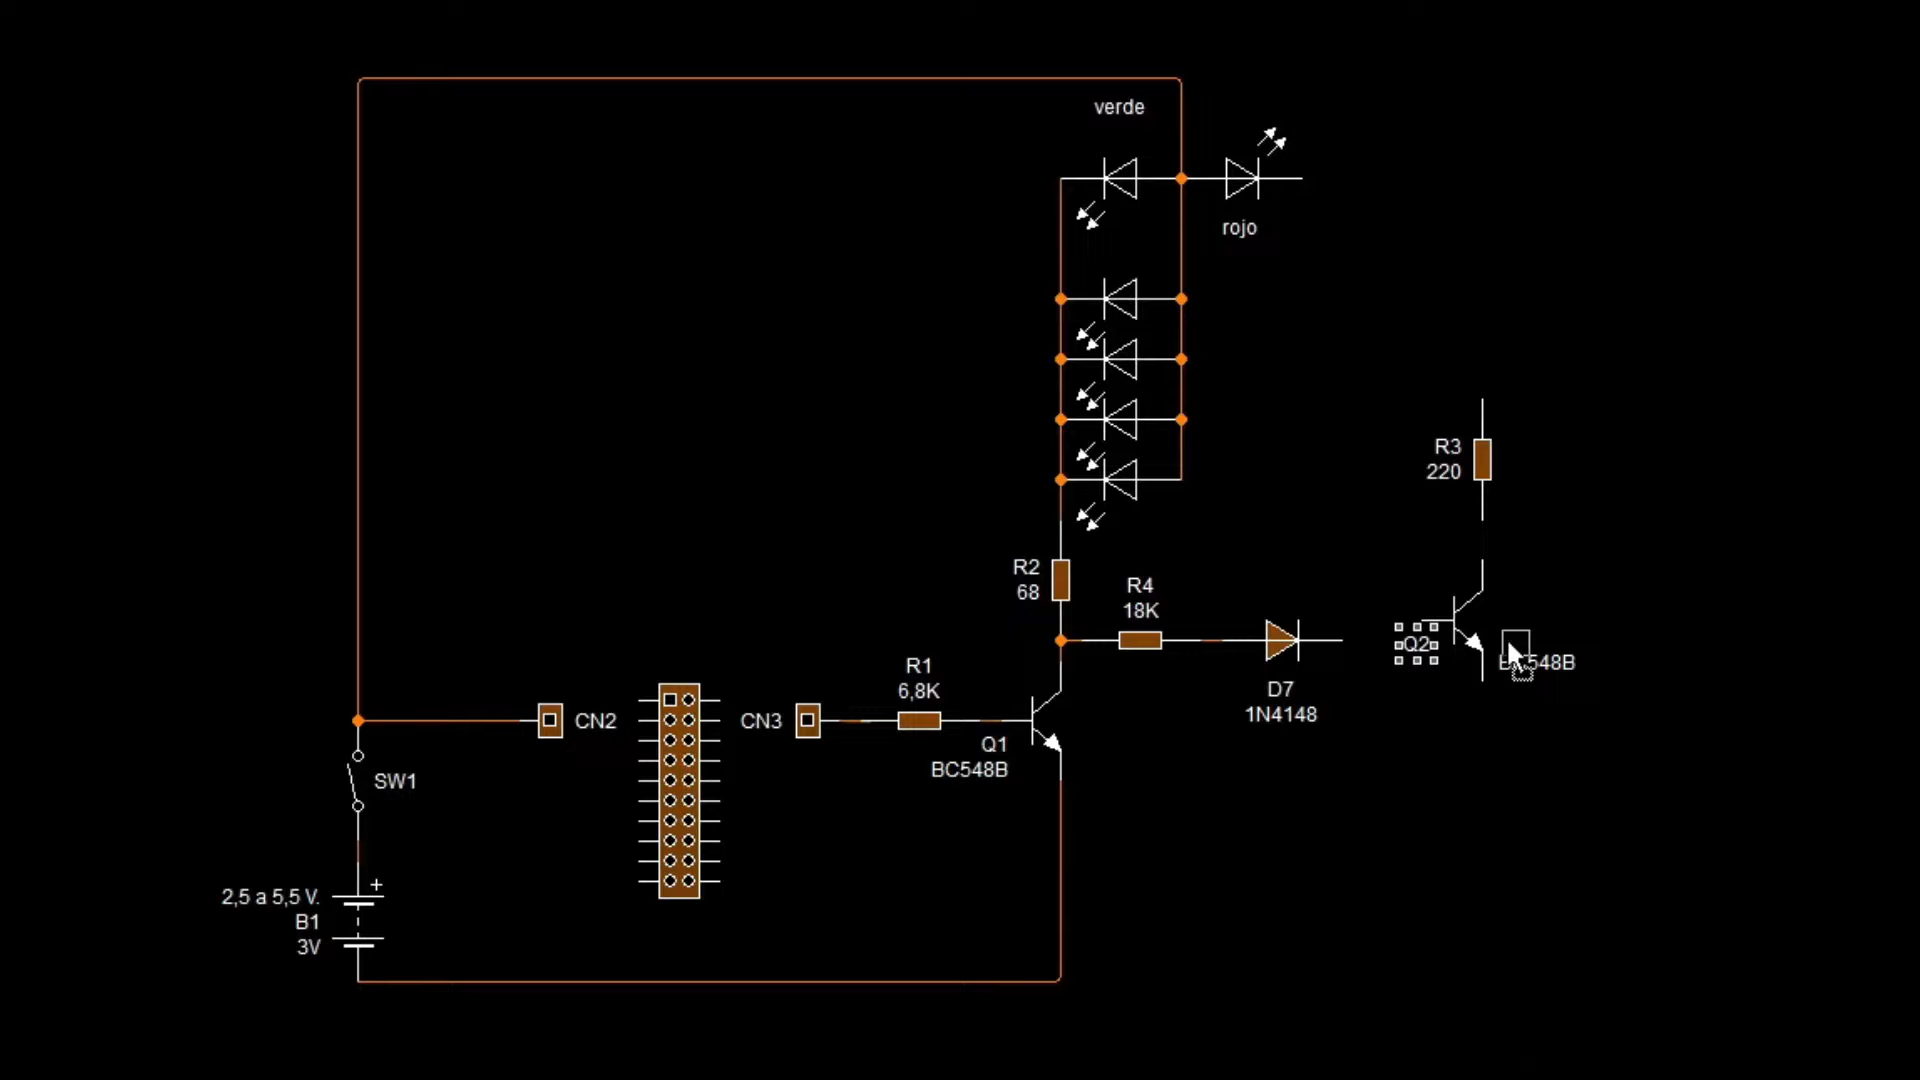 verde
rojo
R3
220
R2
68
R4
18K
Q2
548B
R1
6,8K
D7
1N4148
CN2
CN3
Q1
BC548B
SW1
+
2,5 a 5,5 V.
B1
3V